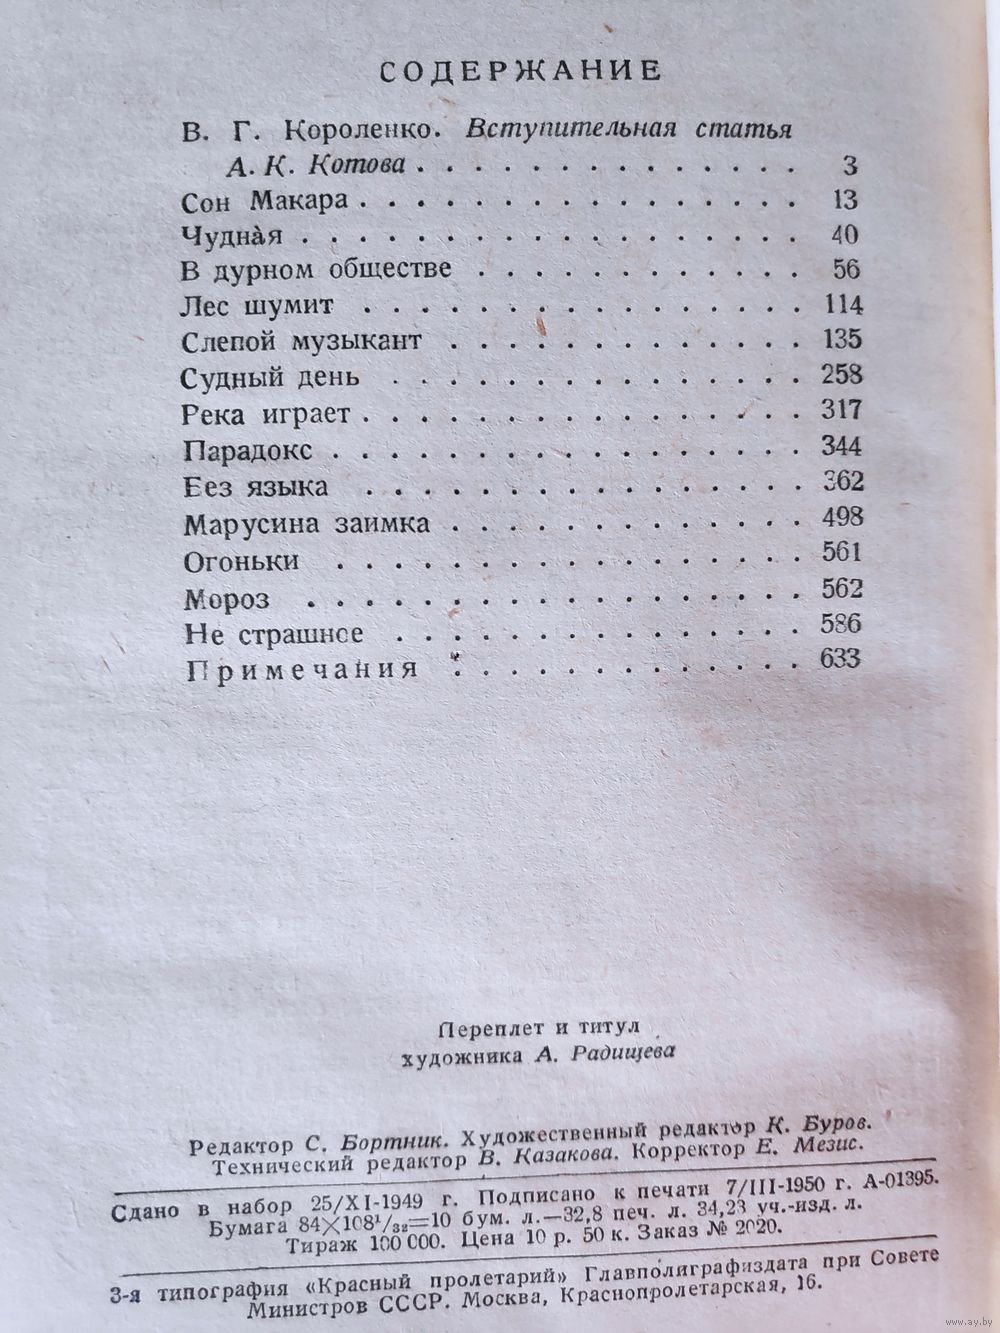 СОДЕРЖАНИЕ
В. Г. Короленко. Вступительная статья
А. К. Котова . . . . . . . . . . . . . . . 3
Сон Макара . . . . . . . . . . . . . . . . . 13
Чудна́я . . . . . . . . . . . . . . . . . . 40
В дурном обществе . . . . . . . . . . . . 56
Лес шумит . . . . . . . . . . . . . . . . 114
Слепой музыкант . . . . . . . . . . . . . 135
Судный день . . . . . . . . . . . . . . . 258
Река играет . . . . . . . . . . . . . . . . 317
Парадокс . . . . . . . . . . . . . . . . . 344
Без языка . . . . . . . . . . . . . . . . 362
Марусина заимка . . . . . . . . . . . . . 498
Огоньки . . . . . . . . . . . . . . . . . 561
Мороз . . . . . . . . . . . . . . . . . . 562
Не страшное . . . . . . . . . . . . . . . 586
Примечания . . . . . . . . . . . . . 633
Переплет и титул
художника А. Радищева
Редактор С. Бортник. Художественный редактор К. Буров.
Технический редактор В. Казакова. Корректор Е. Мезис.
Сдано в набор 25/XI-1949 г. Подписано к печати 7/III-1950 г. А-01395.
Бумага 84×108¹/₃₂=10 бум. л.—32,8 печ. л. 34,23 уч.-изд. л.
Тираж 100 000. Цена 10 р. 50 к. Заказ № 2020.
3-я типография «Красный пролетарий» Главполиграфиздата при Совете
Министров СССР. Москва, Краснопролетарская, 16.
www.ay.by